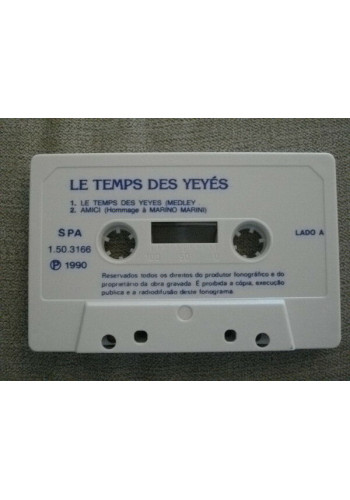 LE TEMPS DES YEYÉS
1. LE TEMPS DES YEYES (MEDLEY
2. AMICI (Hommage à MARINO MARINI)
SPA
LADO A
1.50.3166
℗ 1990
Reservados todos os direitos do produtor fonográfico e do
proprietário da obra gravada. É proibida a cópia, execução
publica e a radiodifusão deste fonograma